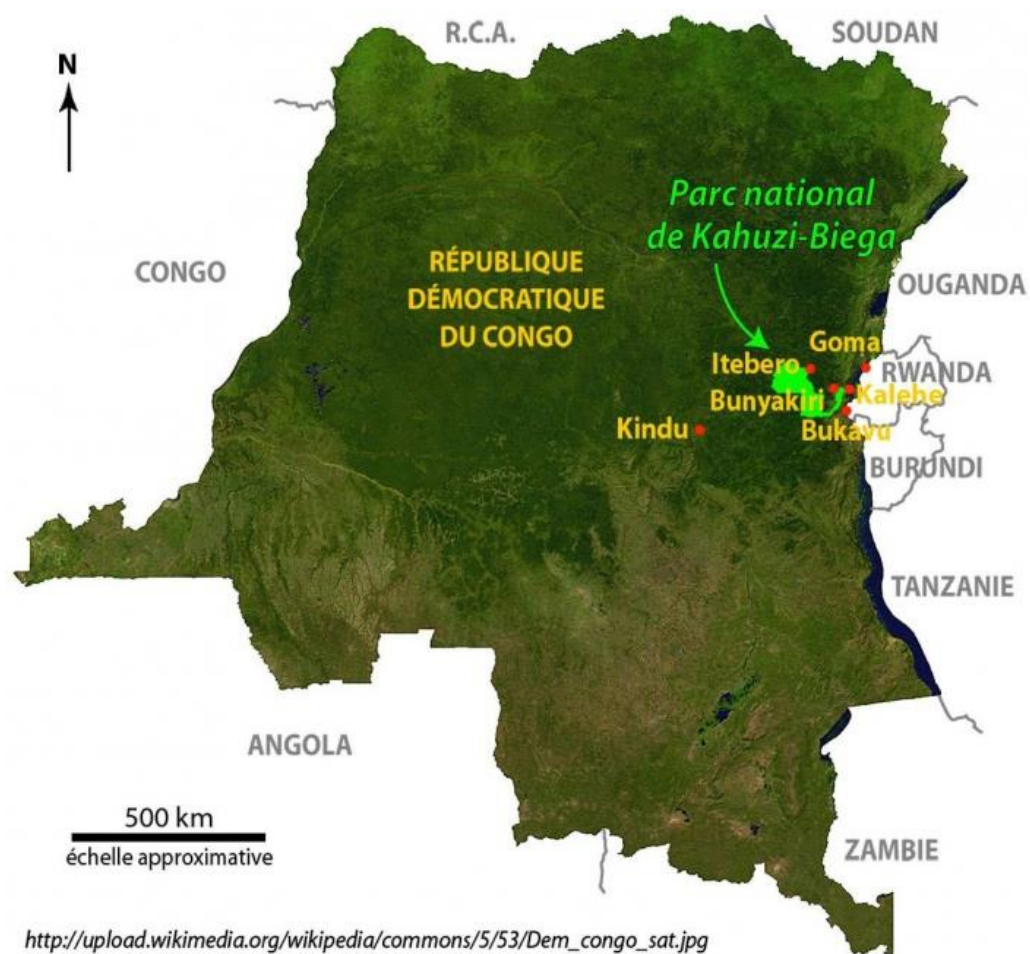 R.C.A.
SOUDAN
N
Parc national
de Kahuzi-Biega
CONGO
RÉPUBLIQUE
DÉMOCRATIQUE
DU CONGO
OUGANDA
Goma
Itebero
RWANDA
Bunyakiri
Kalehe
Kindu
Bukavu
BURUNDI
TANZANIE
ANGOLA
500 km
échelle approximative
ZAMBIE
http://upload.wikimedia.org/wikipedia/commons/5/53/Dem_congo_sat.jpg